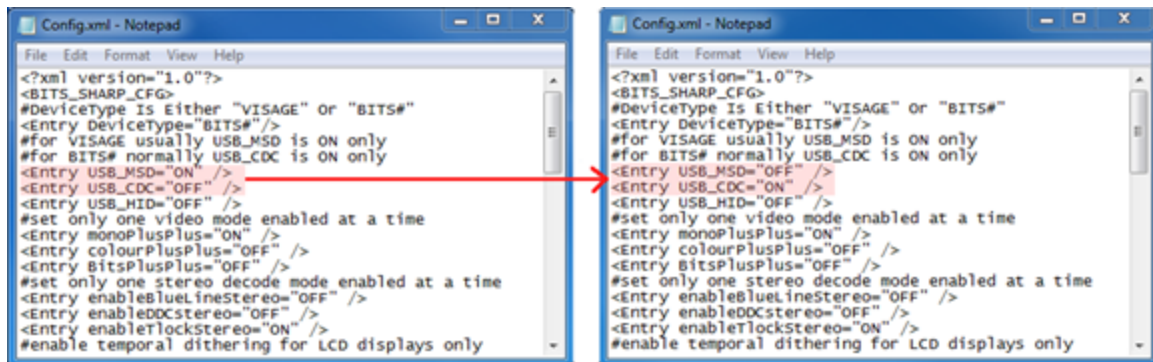 Config.xml - Notepad
File Edit Format View Help
<?xml version="1.0"?>
<BITS_SHARP_CFG>
#DeviceType Is Either "VISAGE" Or "BITS#"
<Entry DeviceType="BITS#"/>
#for VISAGE usually USB_MSD is ON only
#for BITS# normally USB_CDC is ON only
<Entry USB_MSD="ON" />
<Entry USB_CDC="OFF" />
<Entry USB_HID="OFF" />
#set only one video mode enabled at a time
<Entry monoPlusPlus="ON" />
<Entry colourPlusPlus="OFF" />
<Entry BitsPlusPlus="OFF" />
#set only one stereo decode mode enabled at a time
<Entry enableBlueLineStereo="OFF" />
<Entry enableDDCstereo="OFF" />
<Entry enableTlockStereo="ON" />
#enable temporal dithering for LCD displays only
Config.xml - Notepad
File Edit Format View Help
<?xml version="1.0"?>
<BITS_SHARP_CFG>
#DeviceType Is Either "VISAGE" Or "BITS#"
<Entry DeviceType="BITS#"/>
#for VISAGE usually USB_MSD is ON only
#for BITS# normally USB_CDC is ON only
<Entry USB_MSD="OFF" />
<Entry USB_CDC="ON" />
<Entry USB_HID="OFF" />
#set only one video mode enabled at a time
<Entry monoPlusPlus="ON" />
<Entry colourPlusPlus="OFF" />
<Entry BitsPlusPlus="OFF" />
#set only one stereo decode mode enabled at a time
<Entry enableBlueLineStereo="OFF" />
<Entry enableDDCstereo="OFF" />
<Entry enableTlockStereo="ON" />
#enable temporal dithering for LCD displays only